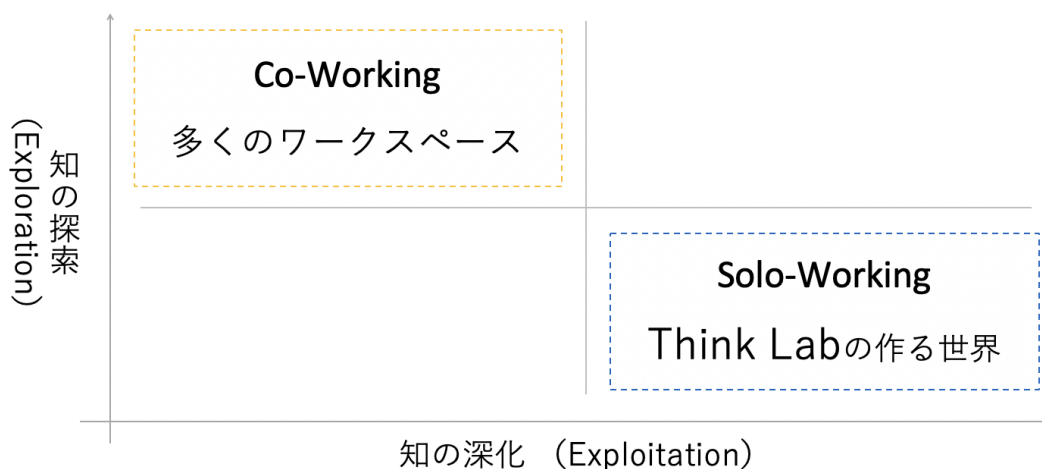 Co-Working
多くのワークスペース
知の探索
(Exploration)
Solo-Working
Think Labの作る世界
知の深化 (Exploitation)